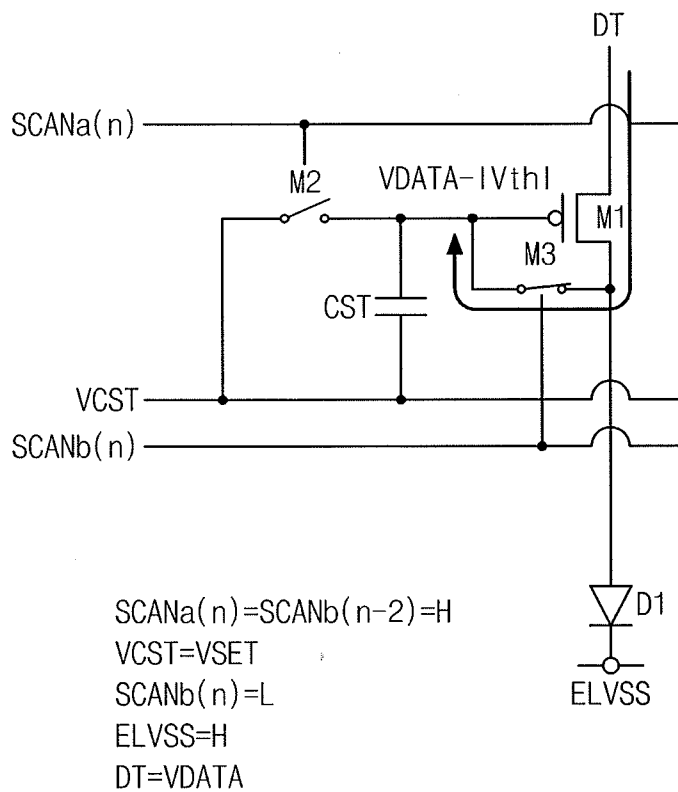 DT
SCANa(n)
M2
VDATA-|Vth|
M1
M3
CST
VCST
SCANb(n)
D1
ELVSS
SCANa(n)=SCANb(n-2)=H
VCST=VSET
SCANb(n)=L
ELVSS=H
DT=VDATA